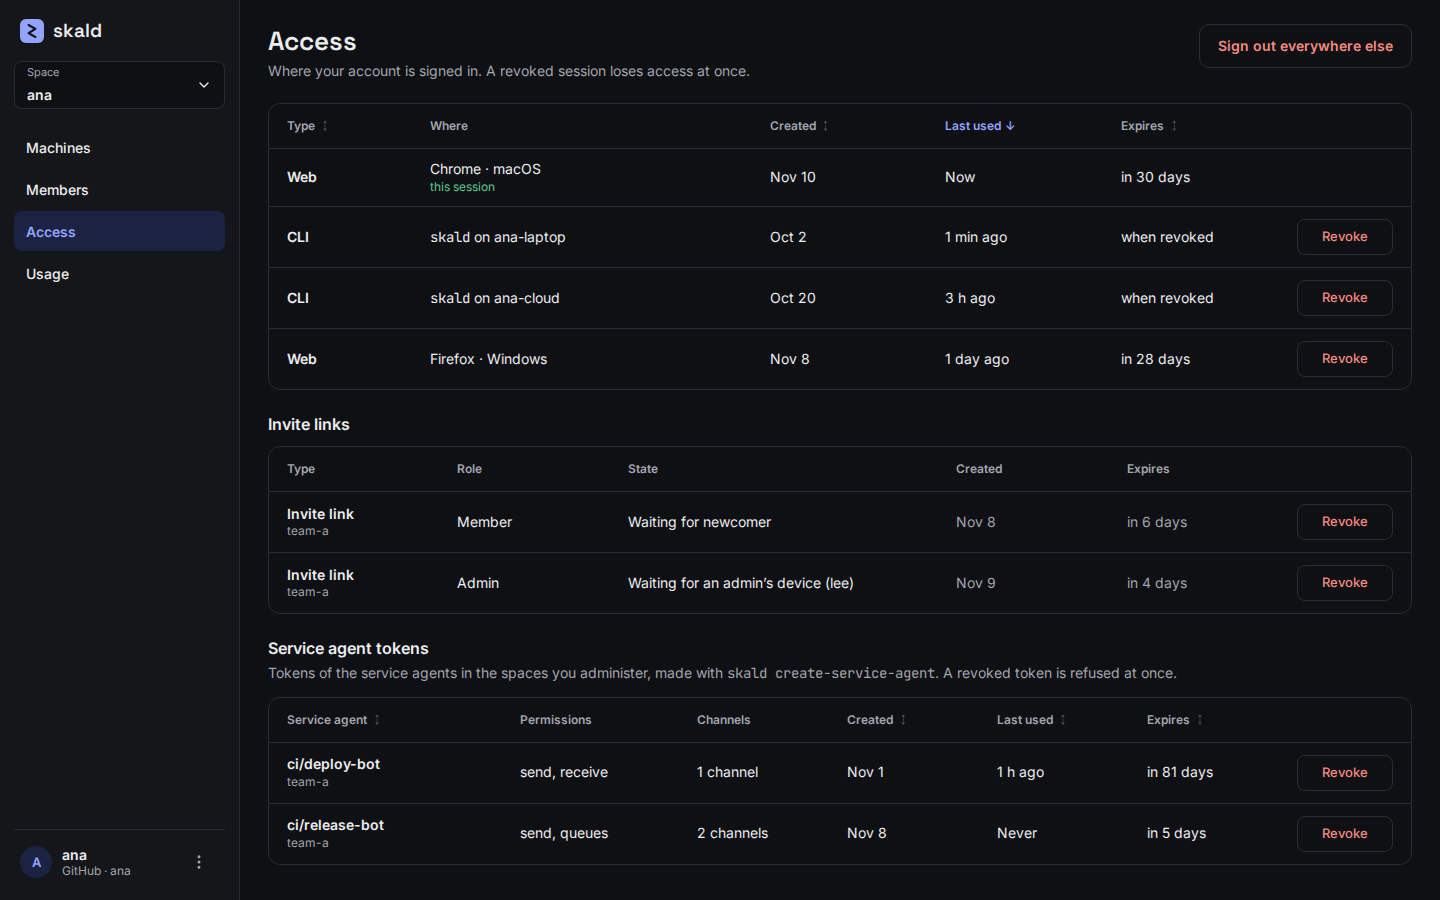 skald
Space
ana
Machines
Members
Access
Usage
A
ana
GitHub · ana
Access
Where your account is signed in. A revoked session loses access at once.
Sign out everywhere else
Type Where Created Last used ↓ Expires
Web Chrome · macOS Nov 10 Now in 30 days
this session
CLI skald on ana-laptop Oct 2 1 min ago when revoked Revoke
CLI skald on ana-cloud Oct 20 3 h ago when revoked Revoke
Web Firefox · Windows Nov 8 1 day ago in 28 days Revoke
Invite links
Type Role State Created Expires
Invite link Member Waiting for newcomer Nov 8 in 6 days Revoke
team-a
Invite link Admin Waiting for an admin’s device (lee) Nov 9 in 4 days Revoke
team-a
Service agent tokens
Tokens of the service agents in the spaces you administer, made with skald create-service-agent. A revoked token is refused at once.
Service agent Permissions Channels Created Last used Expires
ci/deploy-bot send, receive 1 channel Nov 1 1 h ago in 81 days Revoke
team-a
ci/release-bot send, queues 2 channels Nov 8 Never in 5 days Revoke
team-a